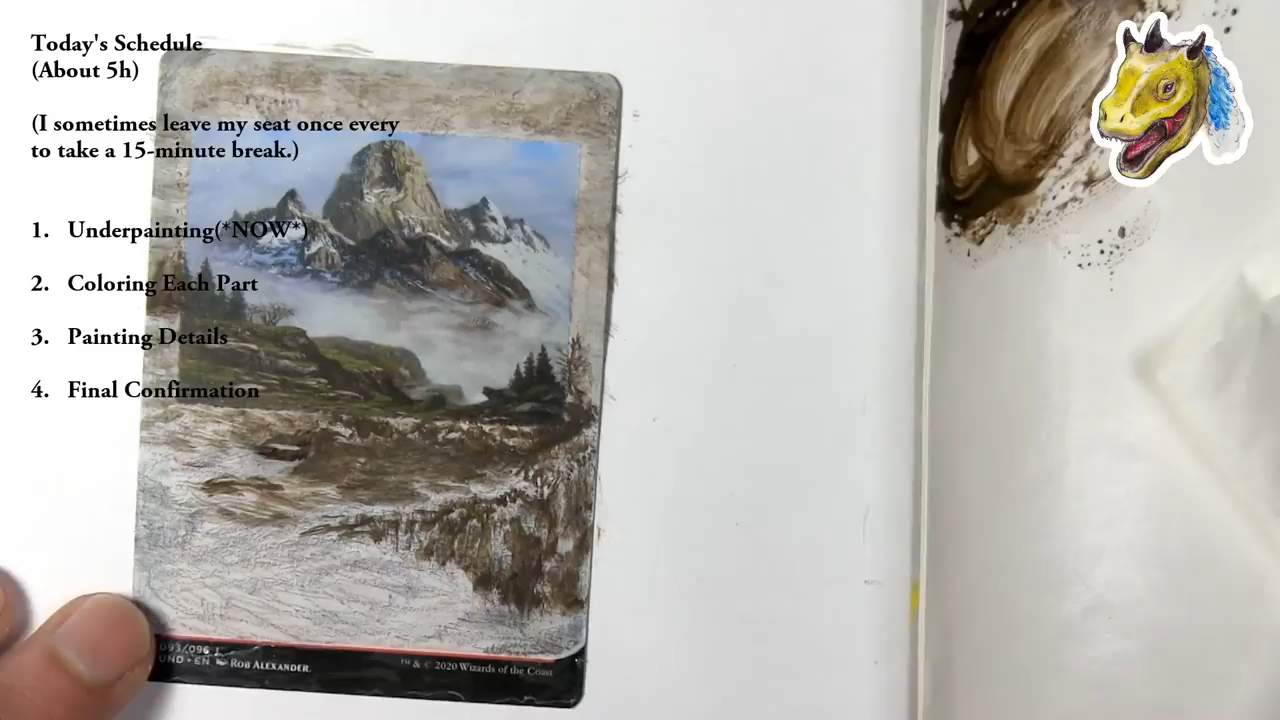 Today's Schedule
(About 5h)
(I sometimes leave my seat once every
to take a 15-minute break.)
1. Underpainting(*NOW*)
2. Coloring Each Part
3. Painting Details
4. Final Confirmation
093/096 L
UND • EN ROB ALEXANDER
™ & © 2020 Wizards of the Coast